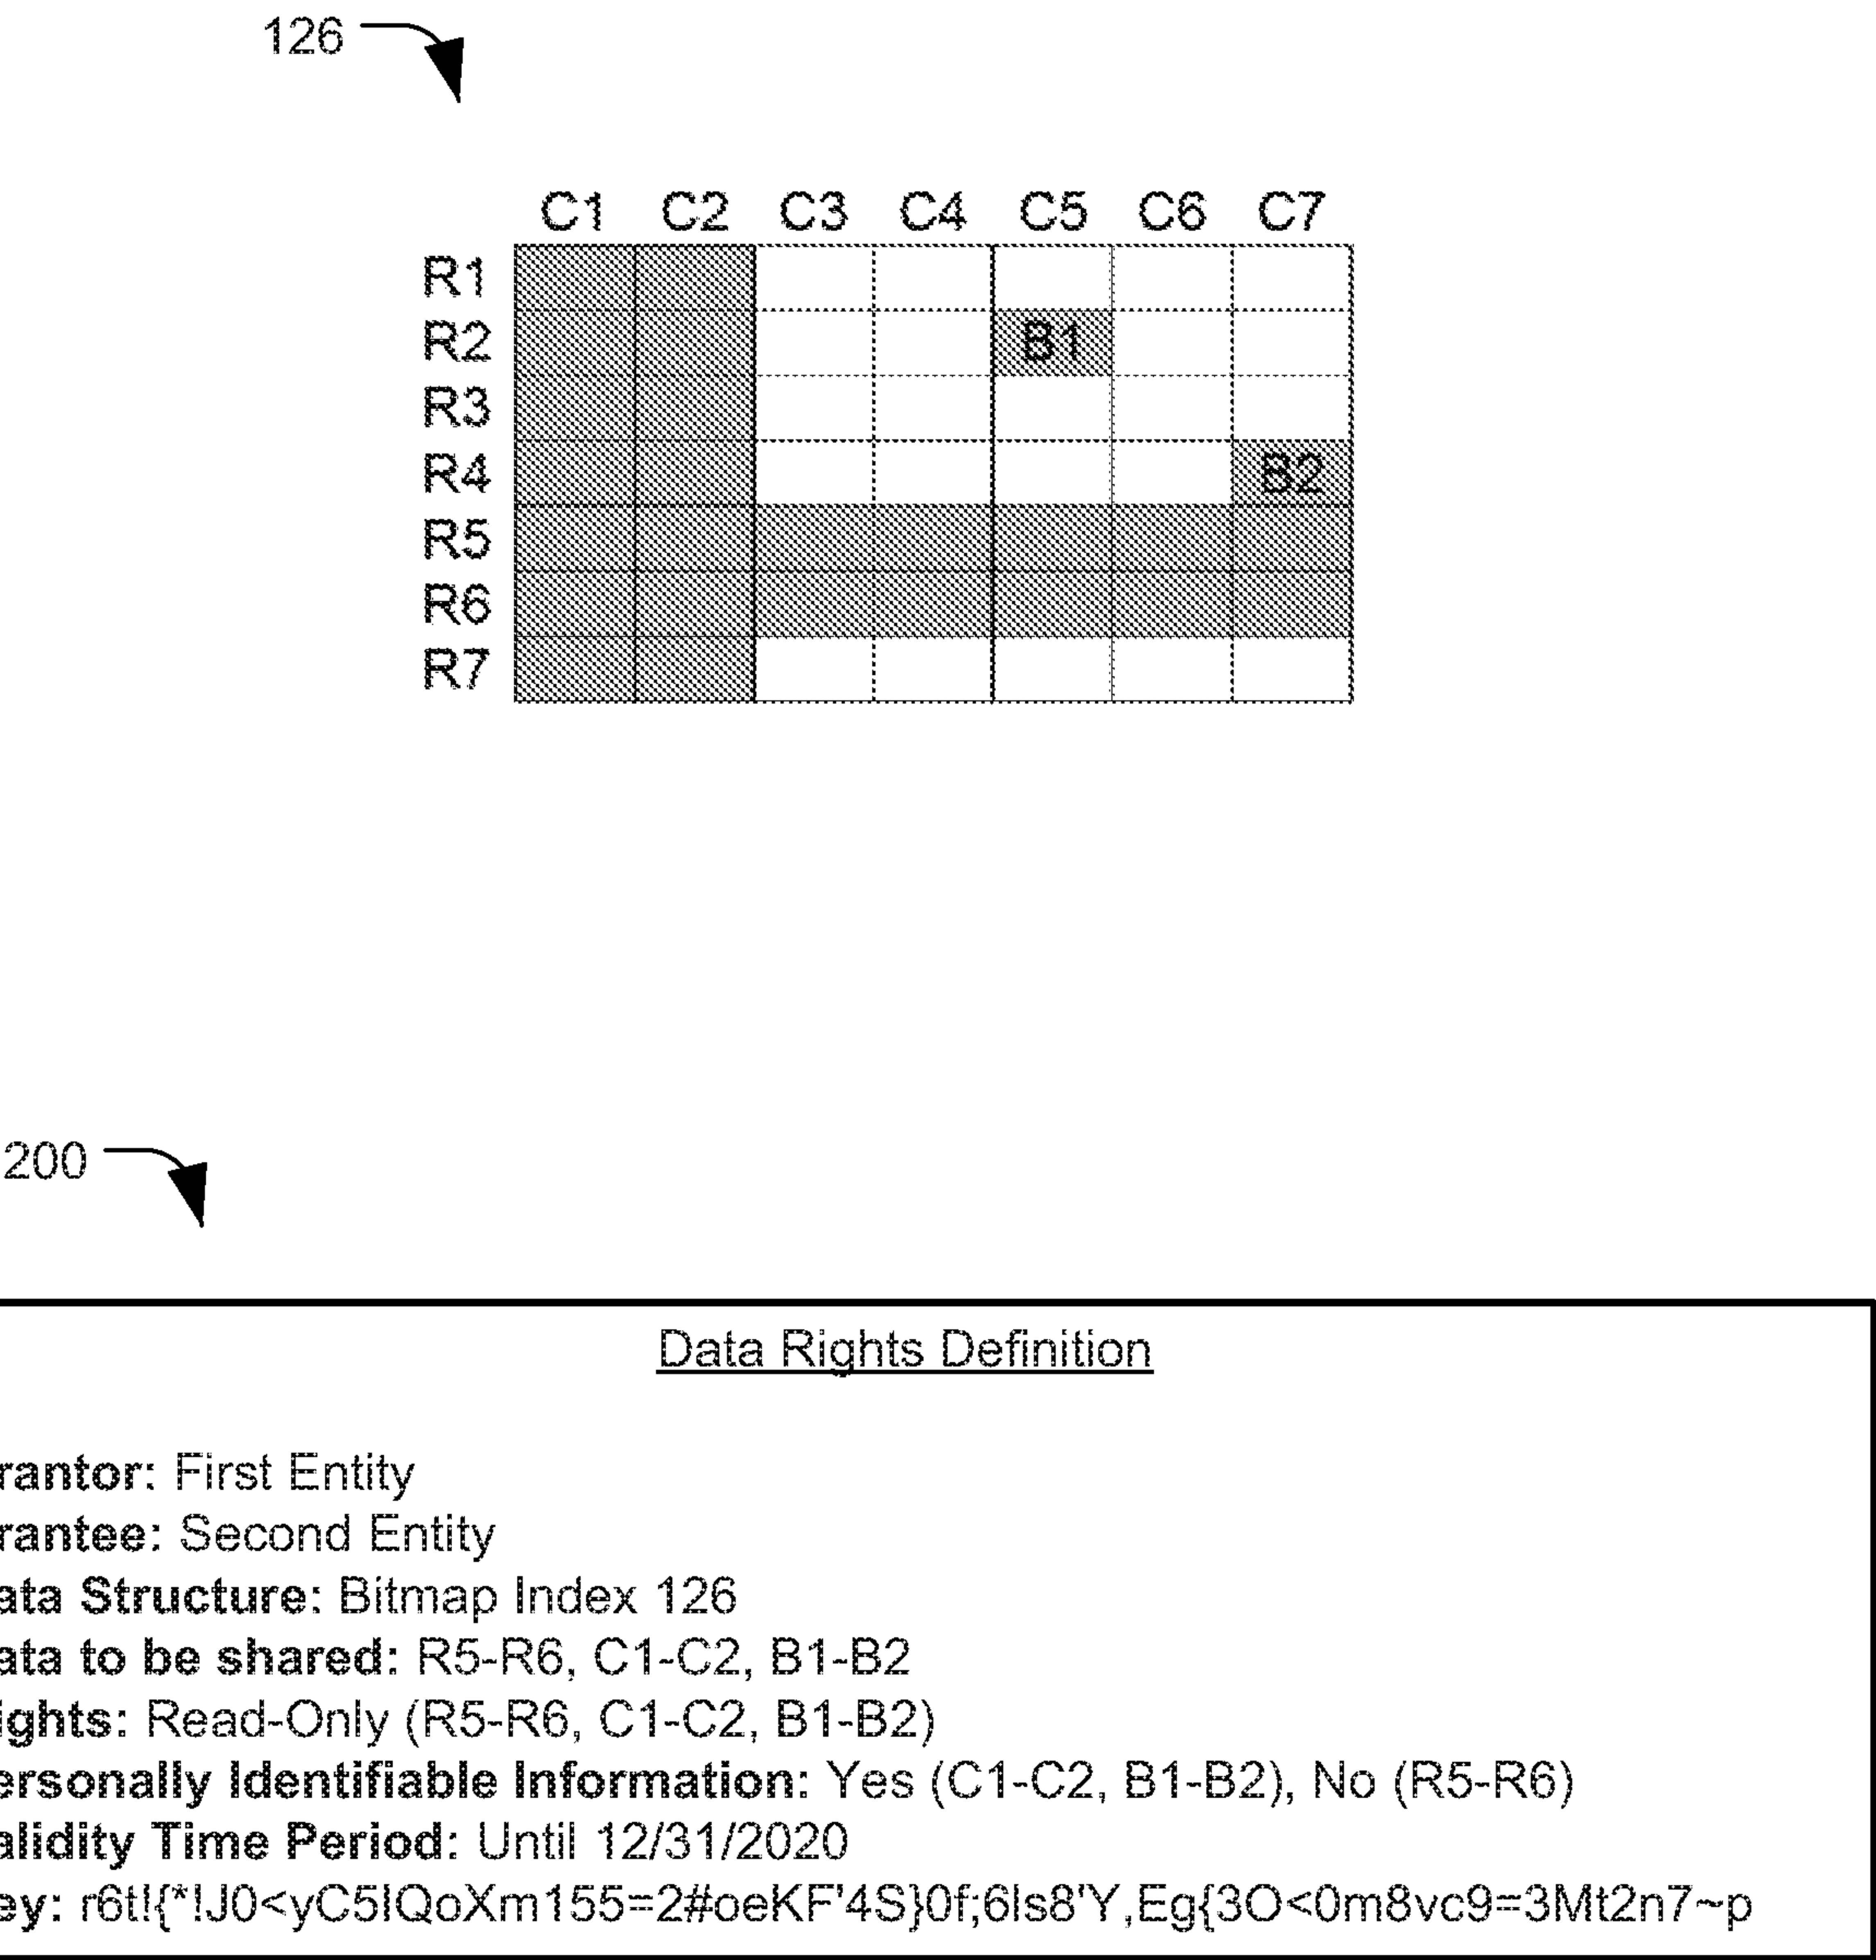 126
C1 C2 C3 C4 C5 C6 C7
R1
R2 B1
R3
R4 B2
R5
R6
R7
200
Data Rights Definition
rantor: First Entity
rantee: Second Entity
ata Structure: Bitmap Index 126
ata to be shared: R5-R6, C1-C2, B1-B2
ights: Read-Only (R5-R6, C1-C2, B1-B2)
ersonally Identifiable Information: Yes (C1-C2, B1-B2), No (R5-R6)
alidity Time Period: Until 12/31/2020
ey: r6t!{*!J0<yC5IQoXm155=2#oeKF'4S}0f;6Is8'Y,Eg{3O<0m8vc9=3Mt2n7~p